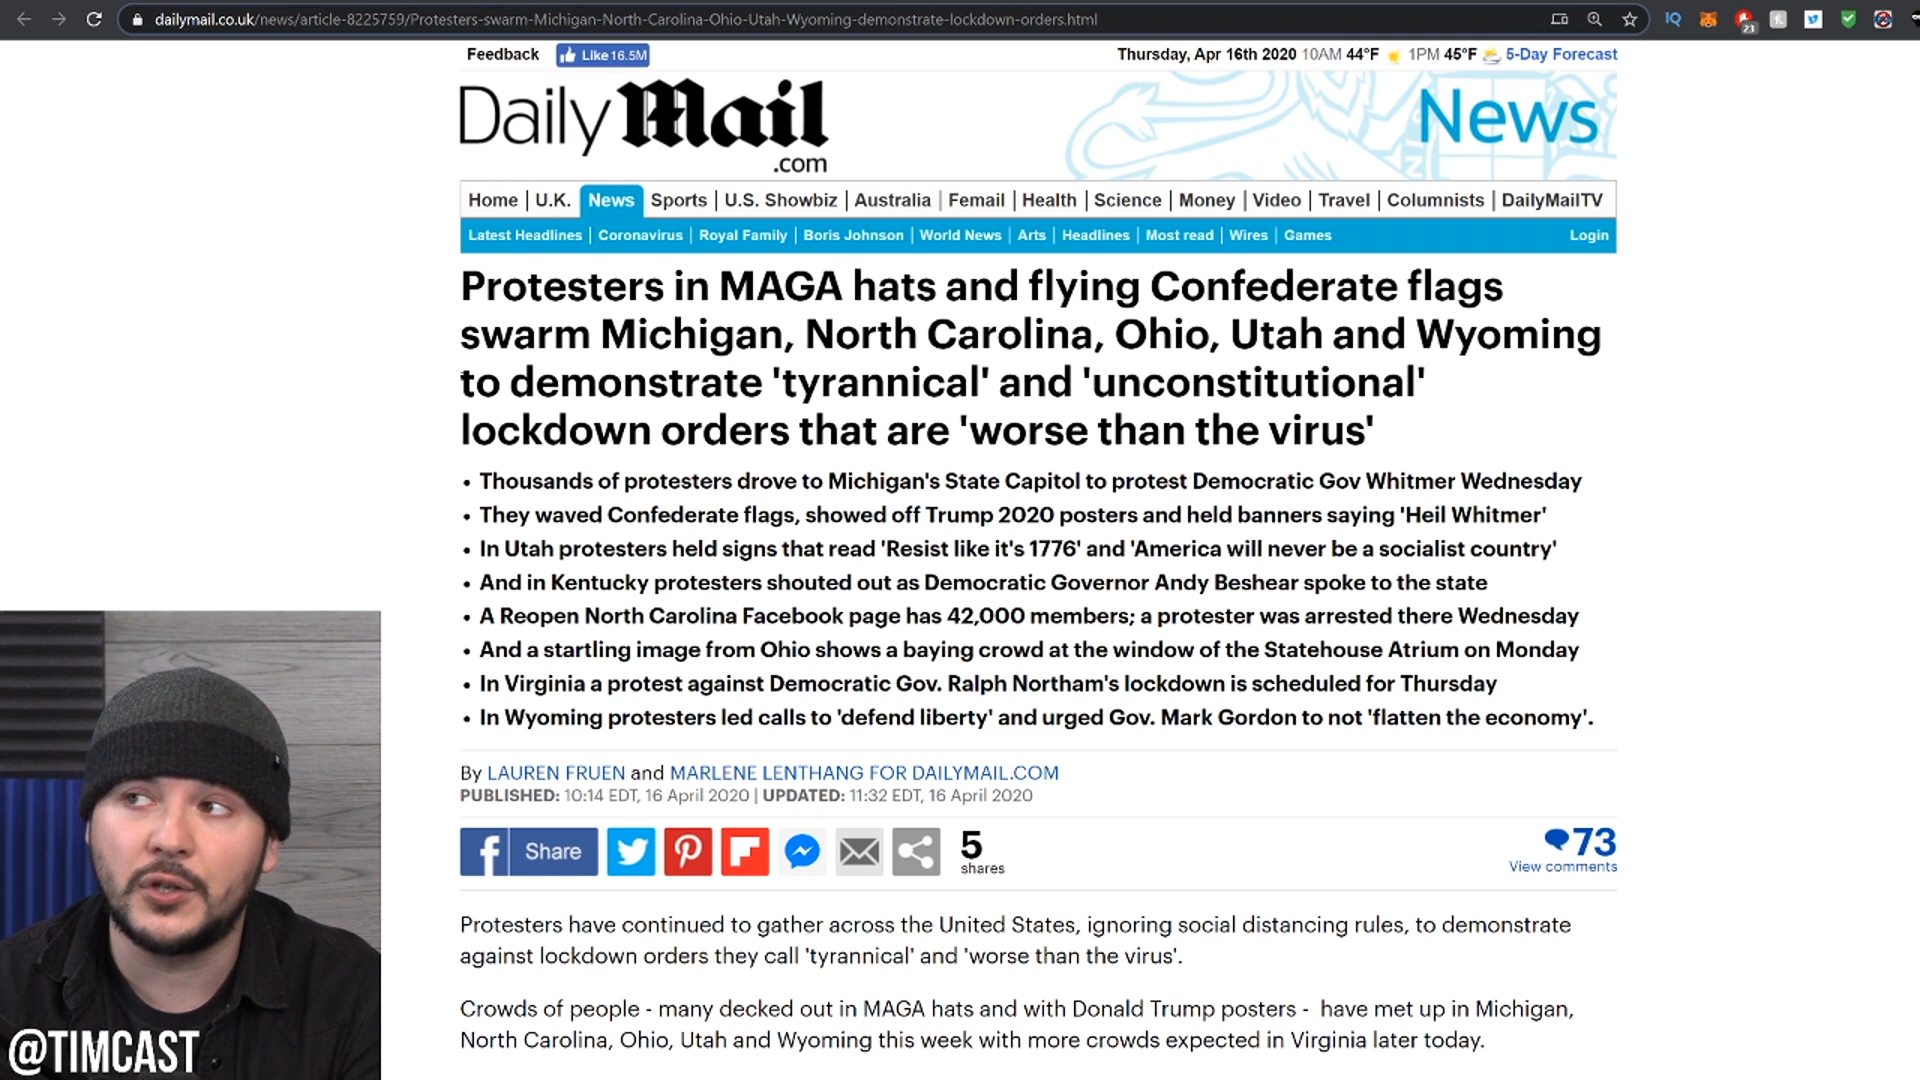 dailymail.co.uk/news/article-8225759/Protesters-swarm-Michigan-North-Carolina-Ohio-Utah-Wyoming-demonstrate-lockdown-orders.html
IQ
23
Feedback
Like 16.5M
Thursday, Apr 16th 2020 10AM 44°F 1PM 45°F 5-Day Forecast
Daily Mail
.com
News
Home | U.K. News Sports | U.S. Showbiz | Australia | Femail | Health | Science | Money | Video | Travel | Columnists | DailyMailTV
Latest Headlines | Coronavirus | Royal Family | Boris Johnson | World News | Arts | Headlines | Most read | Wires | Games Login
Protesters in MAGA hats and flying Confederate flags
swarm Michigan, North Carolina, Ohio, Utah and Wyoming
to demonstrate 'tyrannical' and 'unconstitutional'
lockdown orders that are 'worse than the virus'
• Thousands of protesters drove to Michigan's State Capitol to protest Democratic Gov Whitmer Wednesday
• They waved Confederate flags, showed off Trump 2020 posters and held banners saying 'Heil Whitmer'
• In Utah protesters held signs that read 'Resist like it's 1776' and 'America will never be a socialist country'
• And in Kentucky protesters shouted out as Democratic Governor Andy Beshear spoke to the state
• A Reopen North Carolina Facebook page has 42,000 members; a protester was arrested there Wednesday
• And a startling image from Ohio shows a baying crowd at the window of the Statehouse Atrium on Monday
• In Virginia a protest against Democratic Gov. Ralph Northam's lockdown is scheduled for Thursday
• In Wyoming protesters led calls to 'defend liberty' and urged Gov. Mark Gordon to not 'flatten the economy'.
By LAUREN FRUEN and MARLENE LENTHANG FOR DAILYMAIL.COM
PUBLISHED: 10:14 EDT, 16 April 2020 | UPDATED: 11:32 EDT, 16 April 2020
Share
5
shares
73
View comments
Protesters have continued to gather across the United States, ignoring social distancing rules, to demonstrate
against lockdown orders they call 'tyrannical' and 'worse than the virus'.
Crowds of people - many decked out in MAGA hats and with Donald Trump posters - have met up in Michigan,
North Carolina, Ohio, Utah and Wyoming this week with more crowds expected in Virginia later today.
@TIMCAST